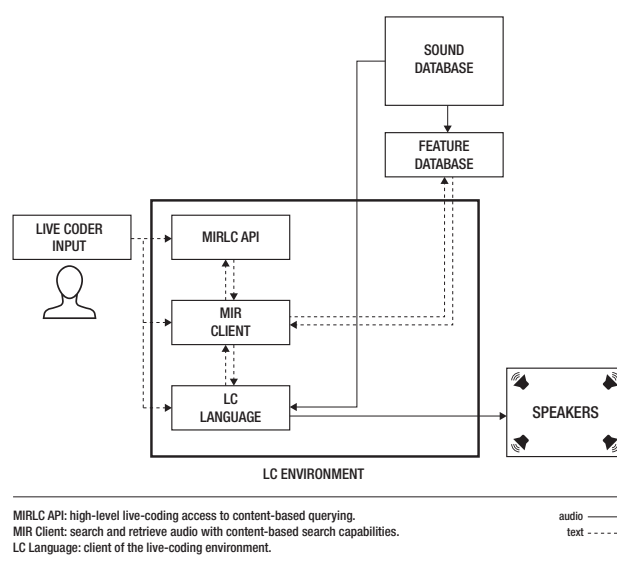 SOUND
DATABASE
FEATURE
DATABASE
LIVE CODER
INPUT
MIRLC API
MIR
CLIENT
LC
LANGUAGE
SPEAKERS
LC ENVIRONMENT
MIRLC API: high-level live-coding access to content-based querying.
MIR Client: search and retrieve audio with content-based search capabilities.
LC Language: client of the live-coding environment.
audio
text